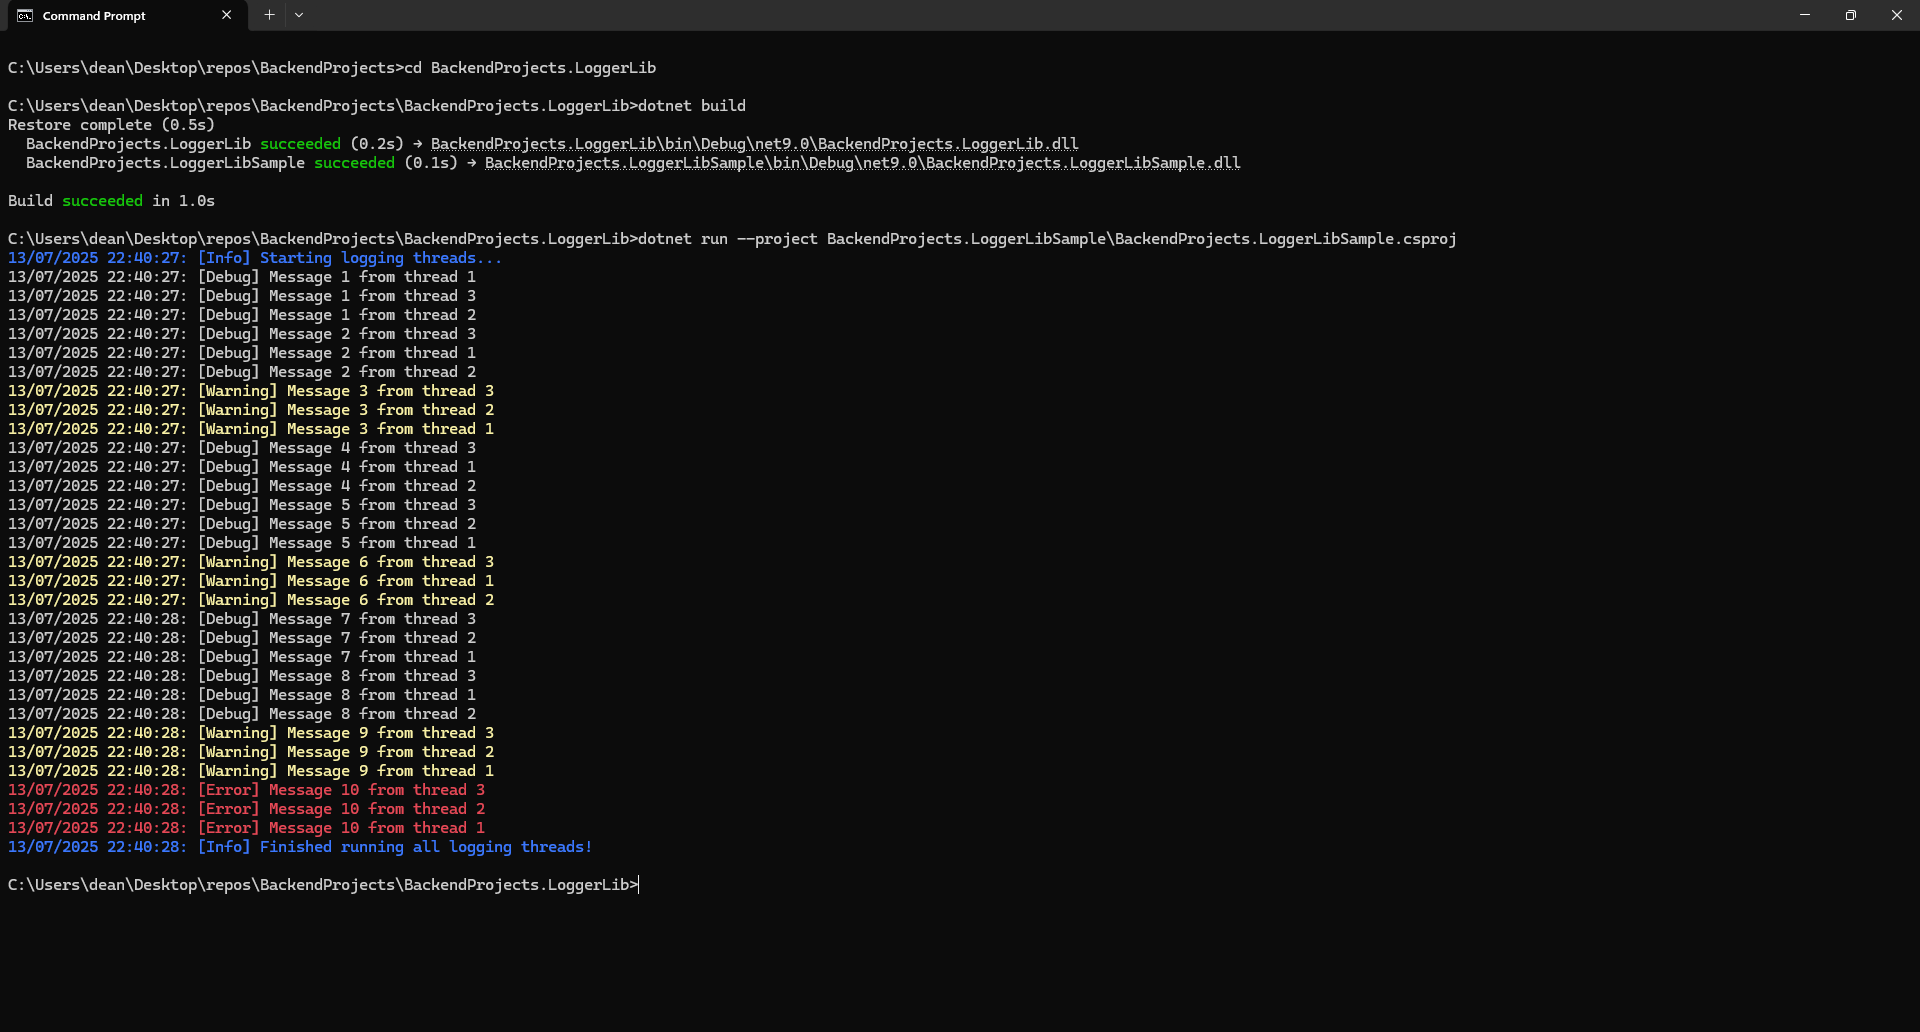 Command Prompt
C:\Users\dean\Desktop\repos\BackendProjects>cd BackendProjects.LoggerLib
C:\Users\dean\Desktop\repos\BackendProjects\BackendProjects.LoggerLib>dotnet build
Restore complete (0.5s)
BackendProjects.LoggerLib succeeded (0.2s) → BackendProjects.LoggerLib\bin\Debug\net9.0\BackendProjects.LoggerLib.dll
BackendProjects.LoggerLibSample succeeded (0.1s) → BackendProjects.LoggerLibSample\bin\Debug\net9.0\BackendProjects.LoggerLibSample.dll
Build succeeded in 1.0s
C:\Users\dean\Desktop\repos\BackendProjects\BackendProjects.LoggerLib>dotnet run --project BackendProjects.LoggerLibSample\BackendProjects.LoggerLibSample.csproj
13/07/2025 22:40:27: [Info] Starting logging threads...
13/07/2025 22:40:27: [Debug] Message 1 from thread 1
13/07/2025 22:40:27: [Debug] Message 1 from thread 3
13/07/2025 22:40:27: [Debug] Message 1 from thread 2
13/07/2025 22:40:27: [Debug] Message 2 from thread 3
13/07/2025 22:40:27: [Debug] Message 2 from thread 1
13/07/2025 22:40:27: [Debug] Message 2 from thread 2
13/07/2025 22:40:27: [Warning] Message 3 from thread 3
13/07/2025 22:40:27: [Warning] Message 3 from thread 2
13/07/2025 22:40:27: [Warning] Message 3 from thread 1
13/07/2025 22:40:27: [Debug] Message 4 from thread 3
13/07/2025 22:40:27: [Debug] Message 4 from thread 1
13/07/2025 22:40:27: [Debug] Message 4 from thread 2
13/07/2025 22:40:27: [Debug] Message 5 from thread 3
13/07/2025 22:40:27: [Debug] Message 5 from thread 2
13/07/2025 22:40:27: [Debug] Message 5 from thread 1
13/07/2025 22:40:27: [Warning] Message 6 from thread 3
13/07/2025 22:40:27: [Warning] Message 6 from thread 1
13/07/2025 22:40:27: [Warning] Message 6 from thread 2
13/07/2025 22:40:28: [Debug] Message 7 from thread 3
13/07/2025 22:40:28: [Debug] Message 7 from thread 2
13/07/2025 22:40:28: [Debug] Message 7 from thread 1
13/07/2025 22:40:28: [Debug] Message 8 from thread 3
13/07/2025 22:40:28: [Debug] Message 8 from thread 1
13/07/2025 22:40:28: [Debug] Message 8 from thread 2
13/07/2025 22:40:28: [Warning] Message 9 from thread 3
13/07/2025 22:40:28: [Warning] Message 9 from thread 2
13/07/2025 22:40:28: [Warning] Message 9 from thread 1
13/07/2025 22:40:28: [Error] Message 10 from thread 3
13/07/2025 22:40:28: [Error] Message 10 from thread 2
13/07/2025 22:40:28: [Error] Message 10 from thread 1
13/07/2025 22:40:28: [Info] Finished running all logging threads!
C:\Users\dean\Desktop\repos\BackendProjects\BackendProjects.LoggerLib>